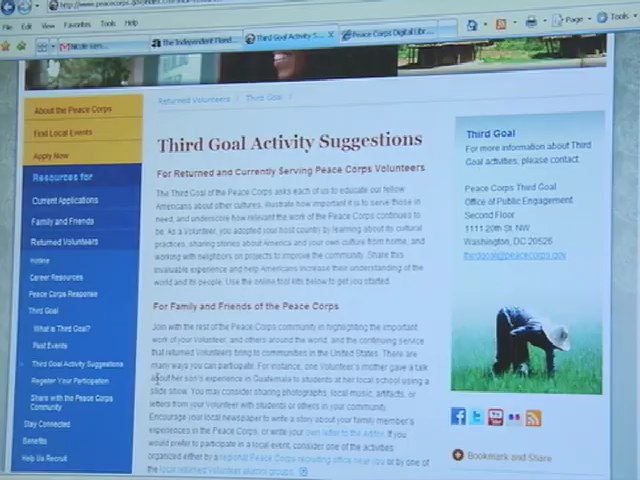 http://www.peacecorps.gov/index.cfm
File Edit View Favorites Tools Help
The Independent Planet
Third Goal Activity S...
Peace Corps Digital Libr...
Page
Tools
About the Peace Corps
Find Local Events
Apply Now
Resources for
Current Applications
Family and Friends
Returned Volunteers
Hotline
Career Resources
Peace Corps Response
Third Goal
What is Third Goal?
Past Events
Third Goal Activity Suggestions
Register Your Participation
Share with the Peace Corps
Community
Stay Connected
Benefits
Help Us Recruit
Returned Volunteers / Third Goal /
Third Goal Activity Suggestions
For Returned and Currently Serving Peace Corps Volunteers
The Third Goal of the Peace Corps asks each of us to educate our fellow
Americans about other cultures, illustrate how important it is to serve those in
need, and underscore how relevant the work of the Peace Corps continues to
be. As a Volunteer, you adopted your host country by learning about its cultural
practices, sharing stories about America and your own culture from home, and
working with neighbors on projects to improve the community. Share this
invaluable experience and help Americans increase their understanding of the
world and its people. Use the online tool kits below to get you started.
For Family and Friends of the Peace Corps
Join with the rest of the Peace Corps community in highlighting the important
work of your Volunteer, and others around the world, and the continuing service
that returned Volunteers bring to communities in the United States. There are
many ways you can participate. For instance, one Volunteer's mother gave a talk
about her son's experience in Guatemala to students at her local school using a
slide show. You may consider sharing photographs, local music, artifacts, or
letters from your Volunteer with students or others in your community.
Encourage your local newspaper to write a story about your family member's
experiences in the Peace Corps, or write your own letter to the editor. If you
would prefer to participate in a local event, consider one of the activities
organized either by a regional Peace Corps recruiting office near you or by one of
the local returned Volunteer alumni groups.
Third Goal
For more information about Third
Goal activities, please contact:
Peace Corps Third Goal
Office of Public Engagement
Second Floor
1111 20th St. NW
Washington, DC 20526
thirdgoal@peacecorps.gov
You Tube
Bookmark and Share